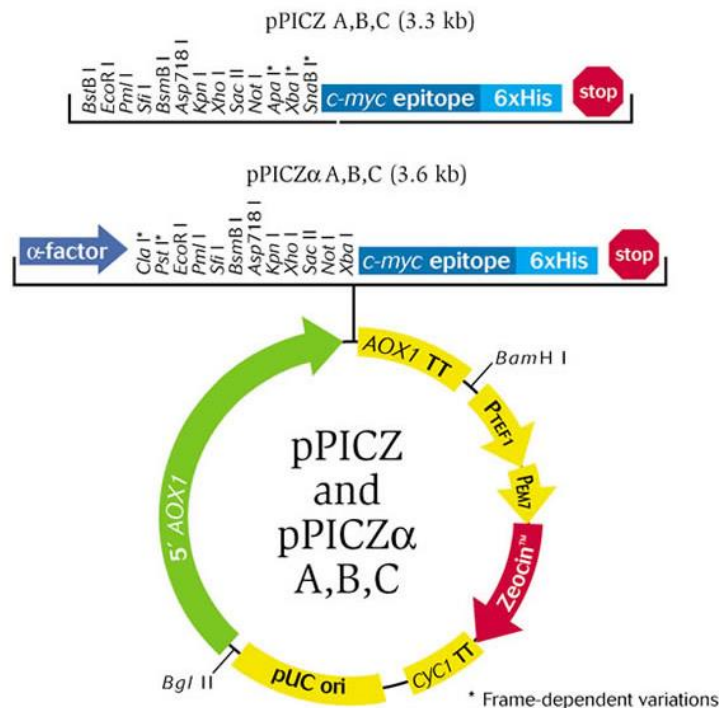 pPICZ A,B,C (3.3 kb)
BstB I
EcoR I
Pml I
Sfi I
BsmB I
Asp718 I
Kpn I
Xho I
Sac II
Not I
Apa I*
Xba I*
SnaB I*
c-myc epitope 6xHis stop
pPICZα A,B,C (3.6 kb)
α-factor
Cla I*
Pst I*
EcoR I
Pml I
Sfi I
BsmB I
Asp718 I
Kpn I
Xho I
Sac II
Not I
Xba I
c-myc epitope 6xHis stop
AOX1 TT
BamH I
PTEF1
PEM7
Zeocin™
CYC1 TT
pUC ori
Bgl II
5′ AOX1
pPICZ
and
pPICZα
A,B,C
* Frame-dependent variations